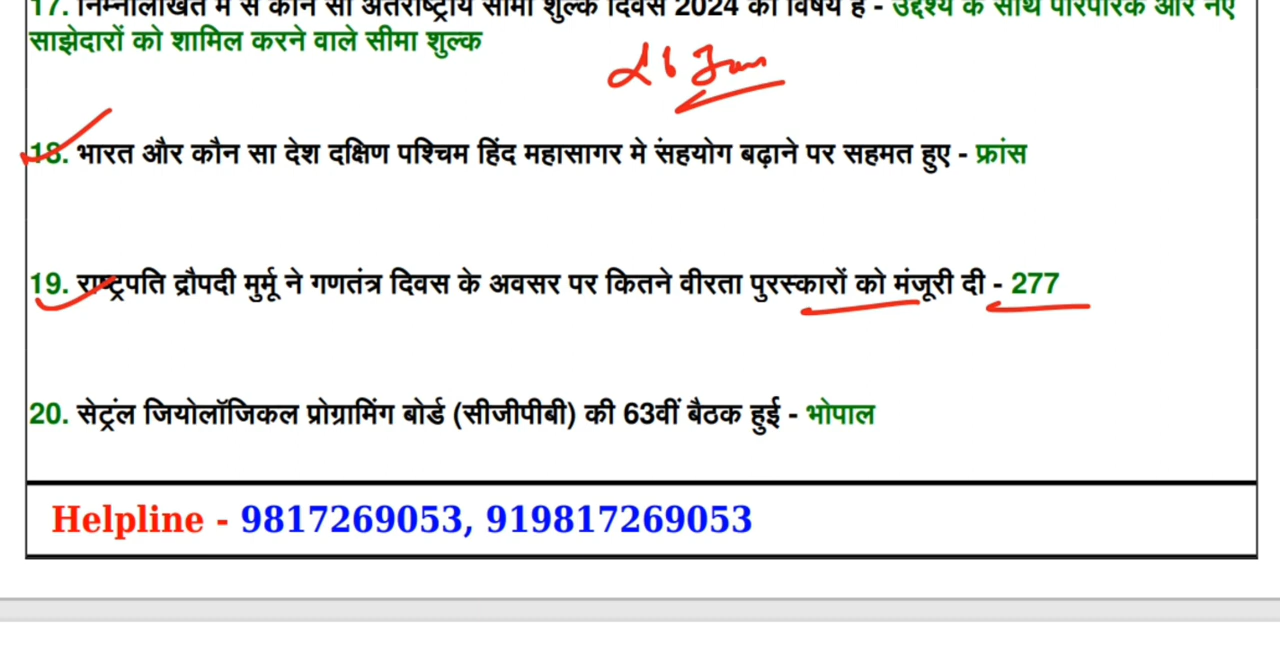 17. निम्नलिखित में से कौन सा अंतर्राष्ट्रीय सीमा शुल्क दिवस 2024 का विषय है - उद्देश्य के साथ पारंपरिक और नए
साझेदारों को शामिल करने वाले सीमा शुल्क
26 Jan
18. भारत और कौन सा देश दक्षिण पश्चिम हिंद महासागर मे संहयोग बढ़ाने पर सहमत हुए - फ्रांस
19. राष्ट्रपति द्रौपदी मुर्मू ने गणतंत्र दिवस के अवसर पर कितने वीरता पुरस्कारों को मंजूरी दी - 277
20. सेट्रंल जियोलॉजिकल प्रोग्रामिंग बोर्ड (सीजीपीबी) की 63वीं बैठक हुई - भोपाल
Helpline - 9817269053, 919817269053